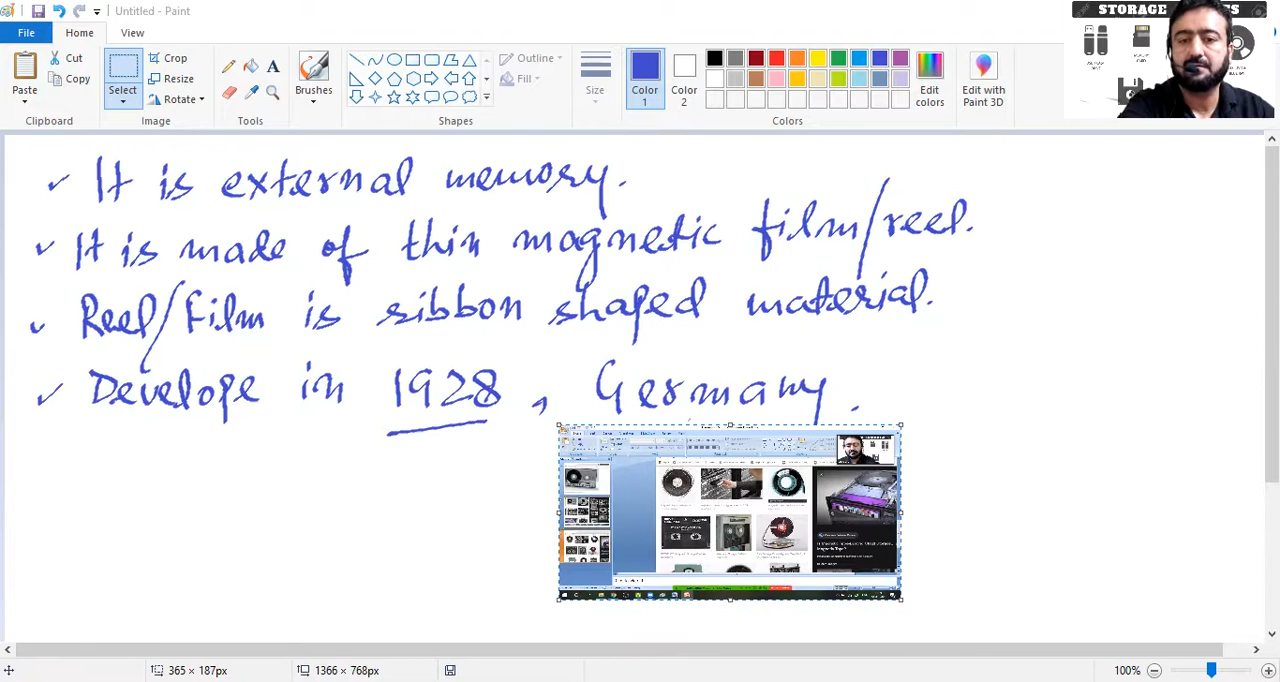 Untitled - Paint
STORAGE
File
Home
View
Paste
Cut
Copy
Clipboard
Select
Crop
Resize
Rotate
Image
Tools
Brushes
Outline
Fill
Shapes
Size
Color 1
Color 2
Edit colors
Colors
Edit with Paint 3D
It is external memory.
It is made of thin magnetic film/reel.
Reel/Film is ribbon shaped material.
Develope in 1928, Germany.
365 × 187px
1366 × 768px
100%